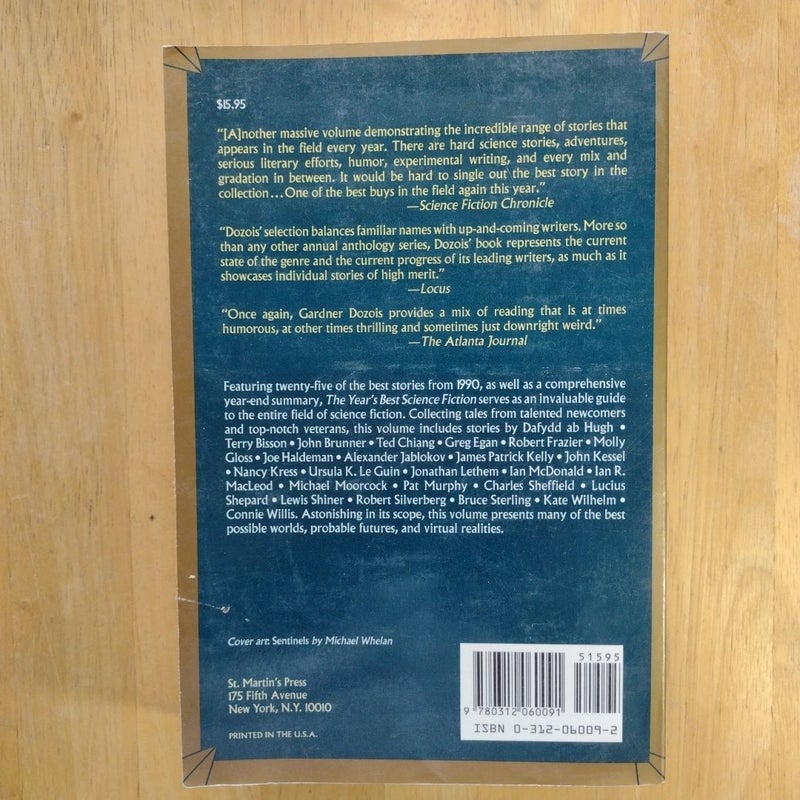 $15.95
“[A]nother massive volume demonstrating the incredible range of stories that
appears in the field every year. There are hard science stories, adventures,
serious literary efforts, humor, experimental writing, and every mix and
gradation in between. It would be hard to single out the best story in the
collection...One of the best buys in the field again this year.”
—Science Fiction Chronicle
“Dozois’ selection balances familiar names with up-and-coming writers. More so
than any other annual anthology series, Dozois’ book represents the current
state of the genre and the current progress of its leading writers, as much as it
showcases individual stories of high merit.”
—Locus
“Once again, Gardner Dozois provides a mix of reading that is at times
humorous, at other times thrilling and sometimes just downright weird.”
—The Atlanta Journal
Featuring twenty-five of the best stories from 1990, as well as a comprehensive
year-end summary, The Year’s Best Science Fiction serves as an invaluable guide
to the entire field of science fiction. Collecting tales from talented newcomers
and top-notch veterans, this volume includes stories by Dafydd ab Hugh •
Terry Bisson • John Brunner • Ted Chiang • Greg Egan • Robert Frazier • Molly
Gloss • Joe Haldeman • Alexander Jablokov • James Patrick Kelly • John Kessel
• Nancy Kress • Ursula K. Le Guin • Jonathan Lethem • Ian McDonald • Ian R.
MacLeod • Michael Moorcock • Pat Murphy • Charles Sheffield • Lucius
Shepard • Lewis Shiner • Robert Silverberg • Bruce Sterling • Kate Wilhelm •
Connie Willis. Astonishing in its scope, this volume presents many of the best
possible worlds, probable futures, and virtual realities.
Cover art: Sentinels by Michael Whelan
St. Martin’s Press
175 Fifth Avenue
New York, N.Y. 10010
PRINTED IN THE U.S.A.
51595
9 780312 060091
ISBN 0-312-06009-2